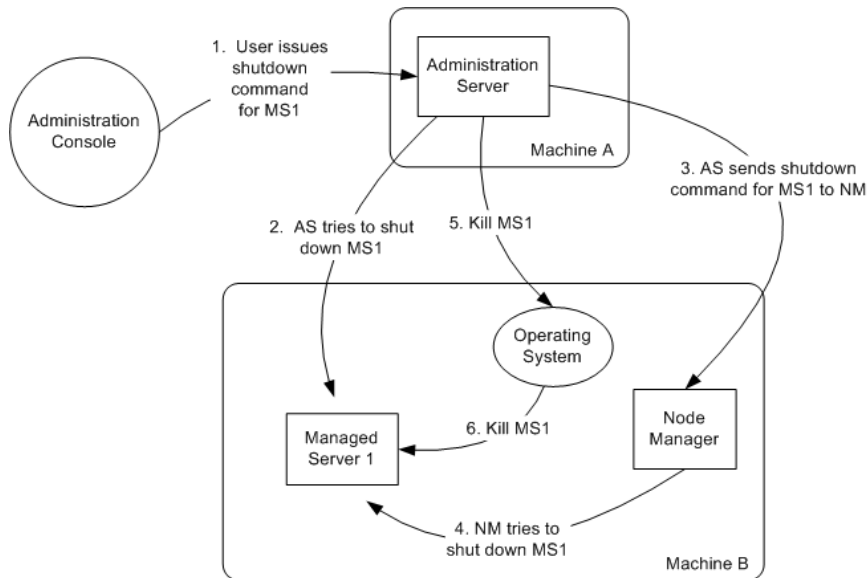 1. User issues
shutdown
command
for MS1
Administration
Console
Administration
Server
Machine A
3. AS sends shutdown
command for MS1 to NM
2. AS tries to shut
down MS1
5. Kill MS1
Operating
System
Managed
Server 1
6. Kill MS1
Node
Manager
4. NM tries to
shut down MS1
Machine B